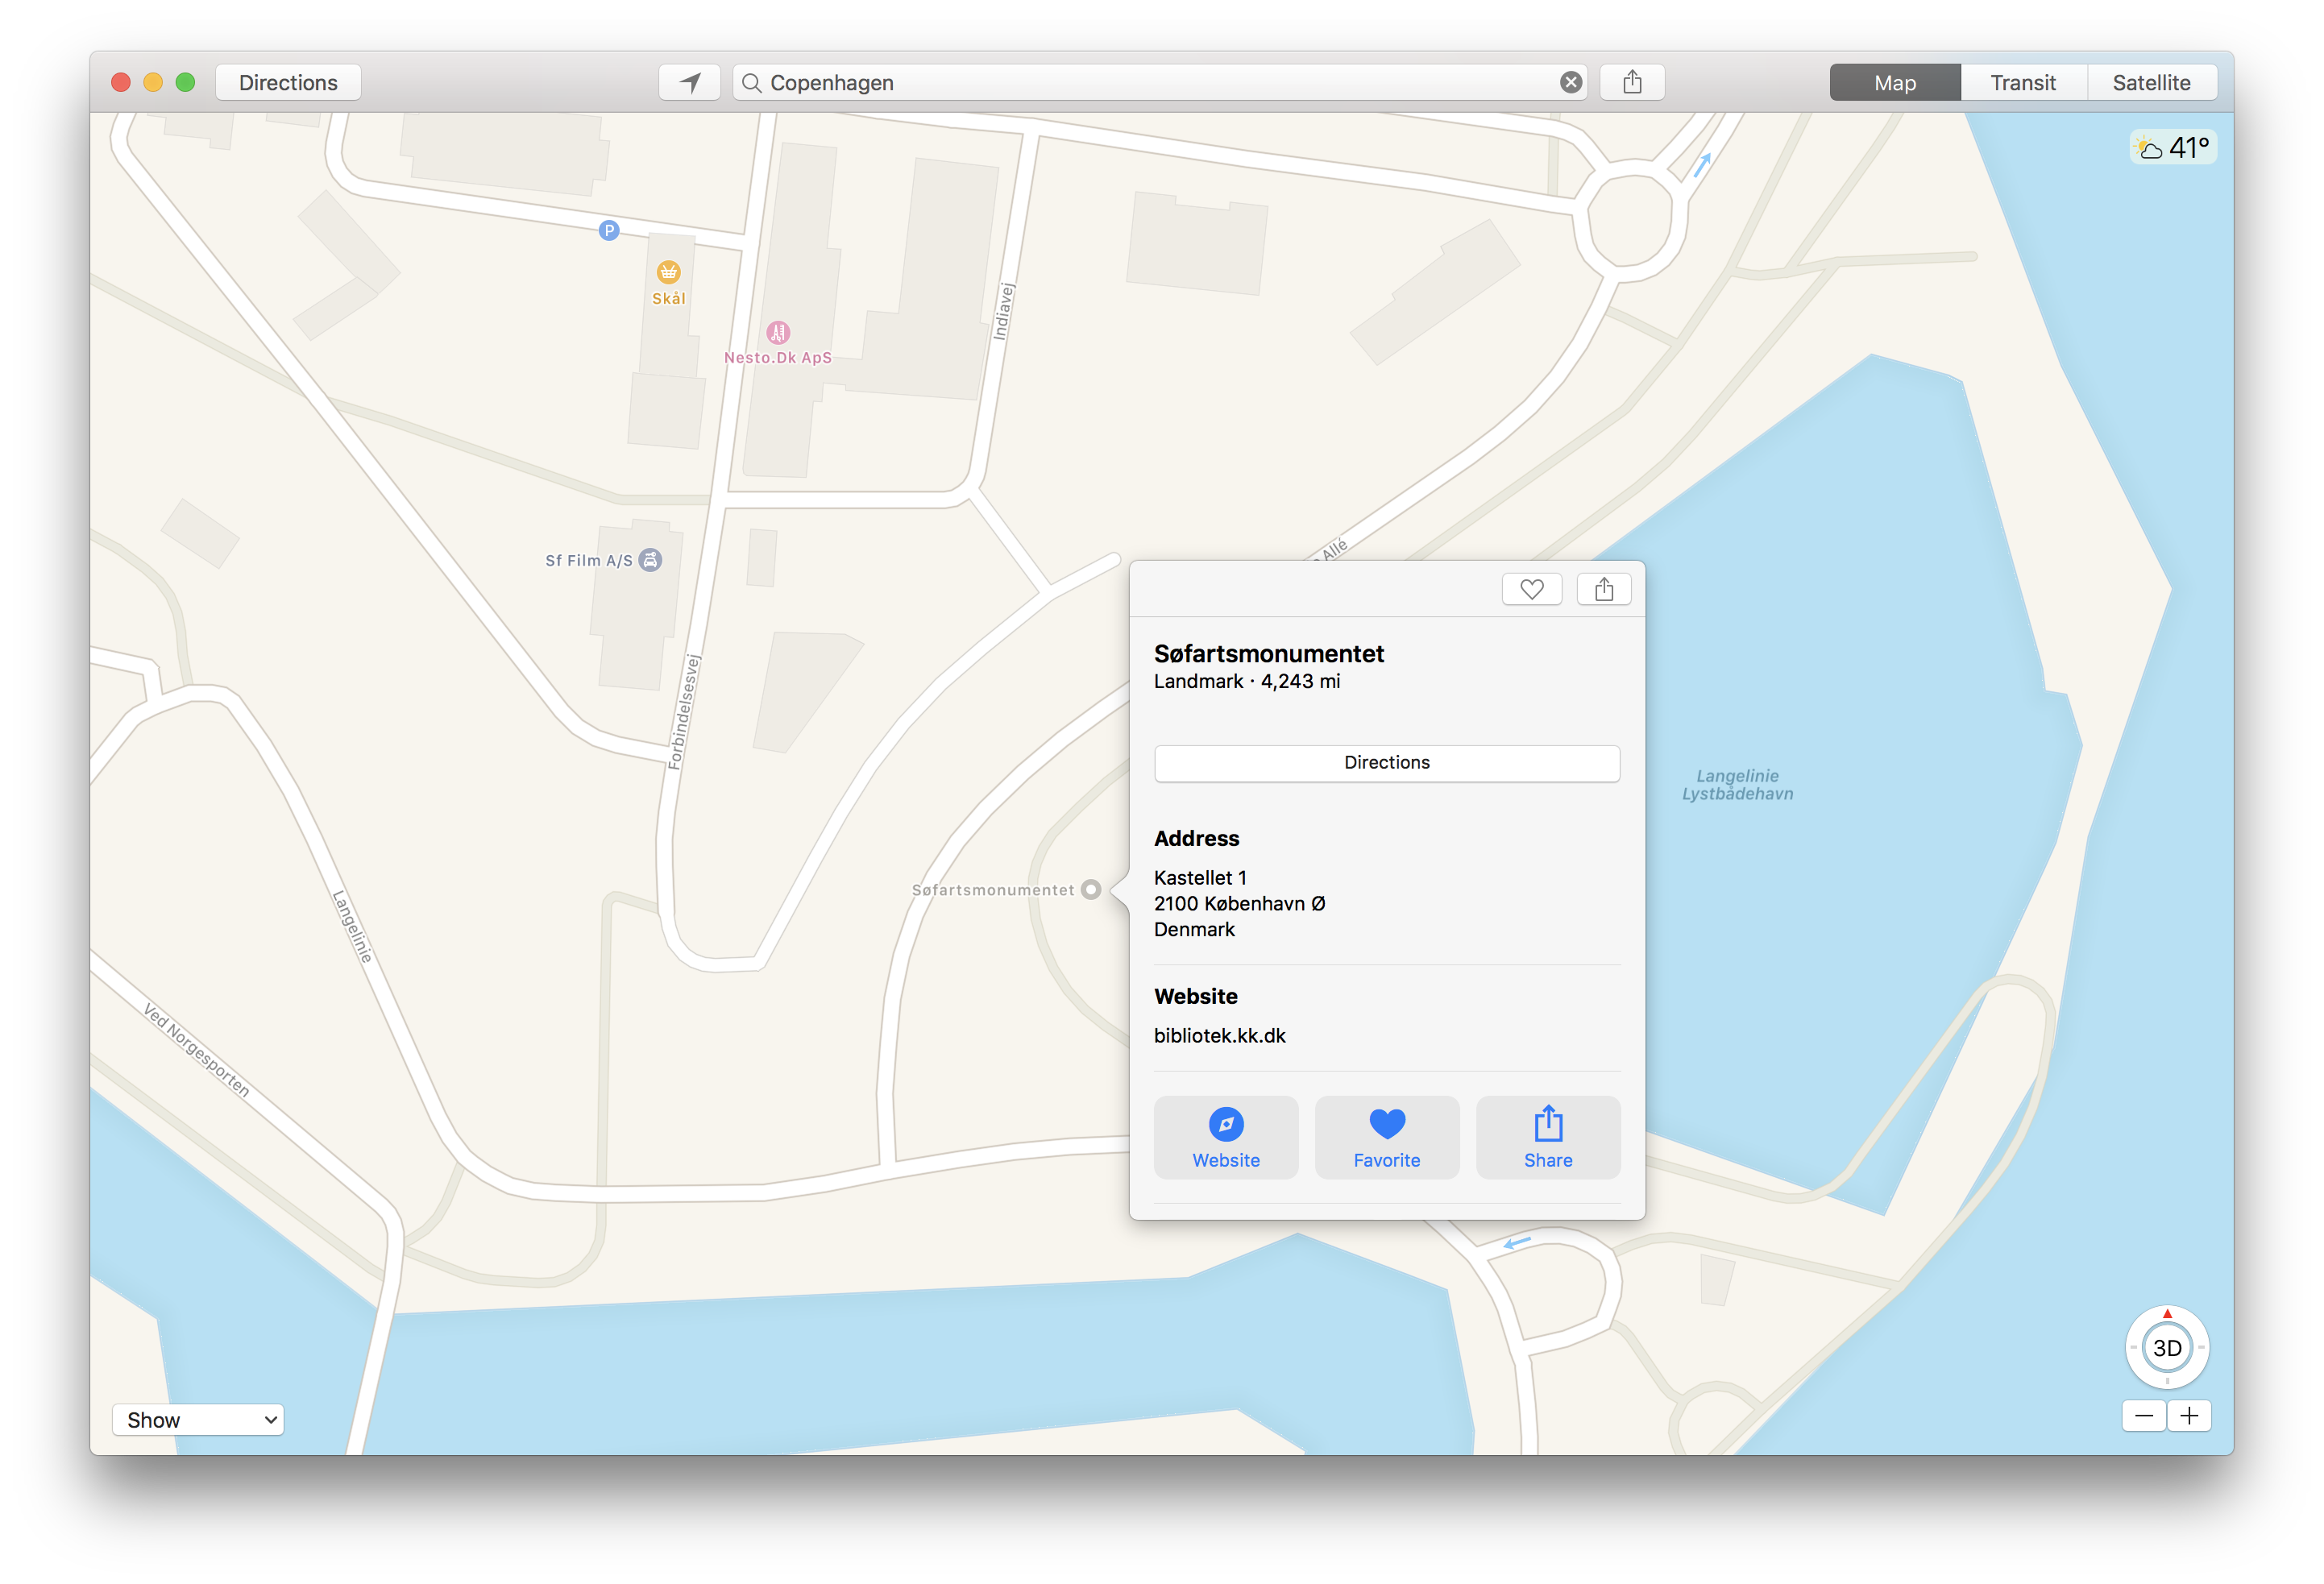 Directions
Copenhagen
Map
Transit
Satellite
41°
P
Skål
Nesto.Dk ApS
Indiavej
Sf Film A/S
Allé
Forbindelsesvej
Søfartsmonumentet
Landmark · 4,243 mi
Directions
Langelinie
Lystbådehavn
Address
Kastellet 1
2100 København Ø
Denmark
Søfartsmonumentet
Langelinie
Website
bibliotek.kk.dk
Ved Norgesporten
Website
Favorite
Share
3D
Show